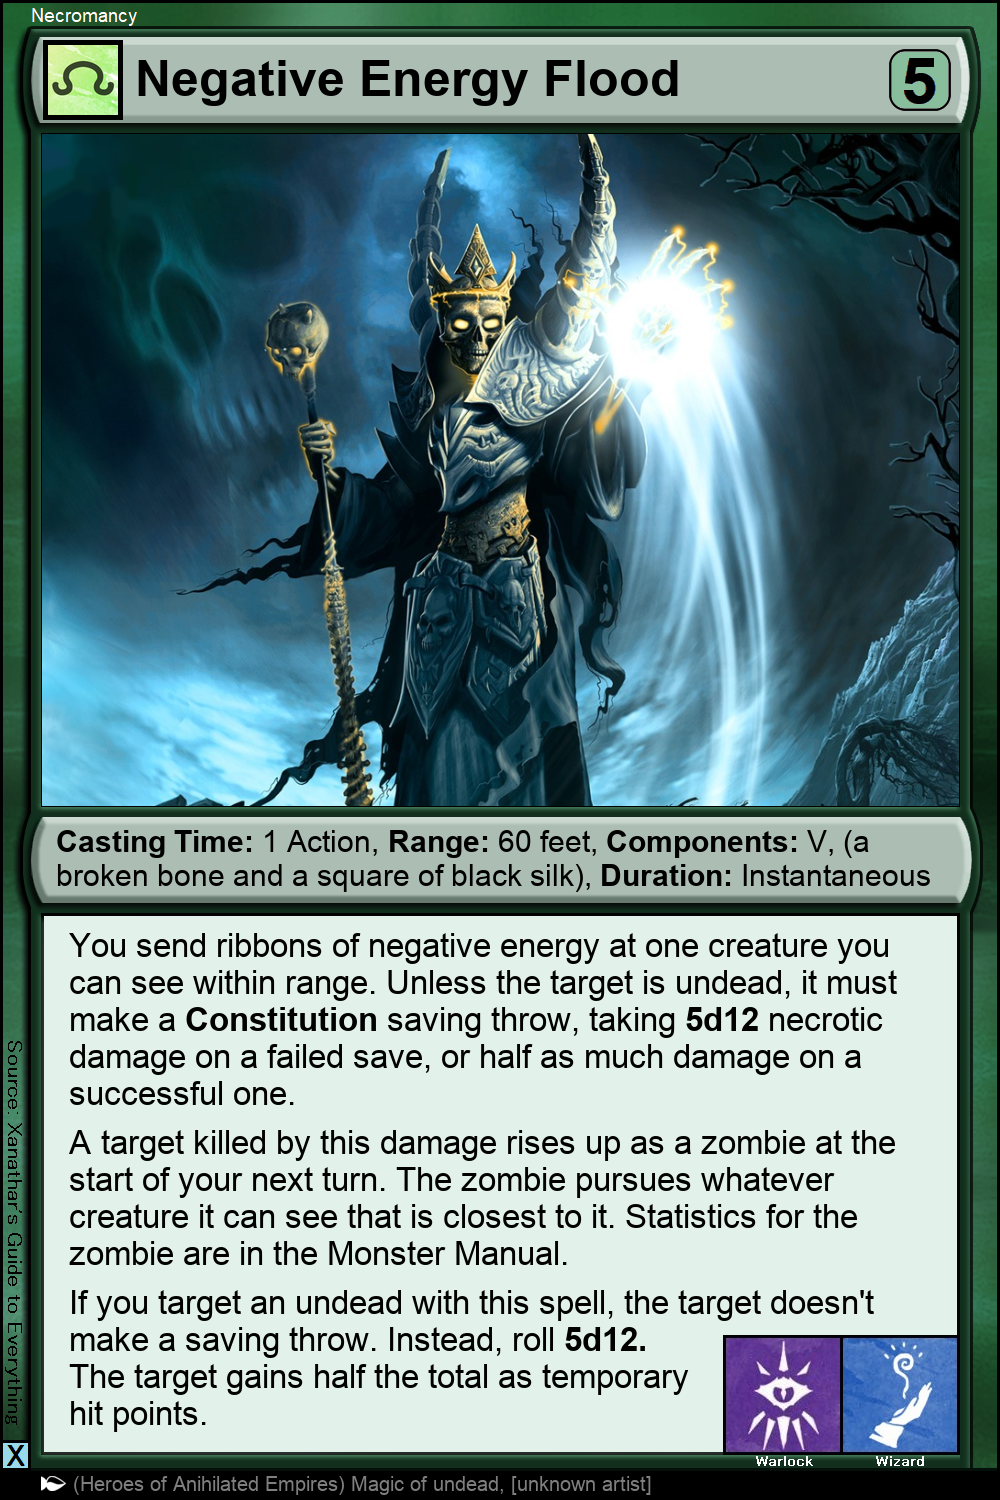 Necromancy
Negative Energy Flood
5
Casting Time: 1 Action, Range: 60 feet, Components: V, (a
broken bone and a square of black silk), Duration: Instantaneous
You send ribbons of negative energy at one creature you
can see within range. Unless the target is undead, it must
make a Constitution saving throw, taking 5d12 necrotic
damage on a failed save, or half as much damage on a
successful one.
A target killed by this damage rises up as a zombie at the
start of your next turn. The zombie pursues whatever
creature it can see that is closest to it. Statistics for the
zombie are in the Monster Manual.
If you target an undead with this spell, the target doesn't
make a saving throw. Instead, roll 5d12.
The target gains half the total as temporary
hit points.
Warlock
Wizard
Source: Xanathar's Guide to Everything
X
(Heroes of Anihilated Empires) Magic of undead, [unknown artist]